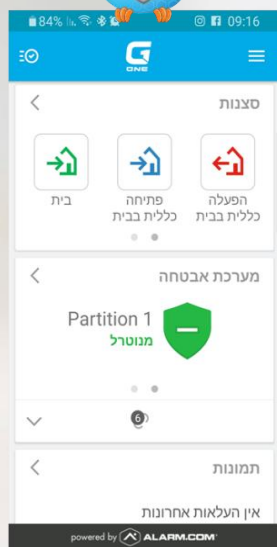 84% 09:16
G
ONE
סצנות
הפעלה כללית בבית
פתיחה כללית בבית
בית
מערכת אבטחה
Partition 1
מנוטרל
6
תמונות
אין העלאות אחרונות
powered by ALARM.COM